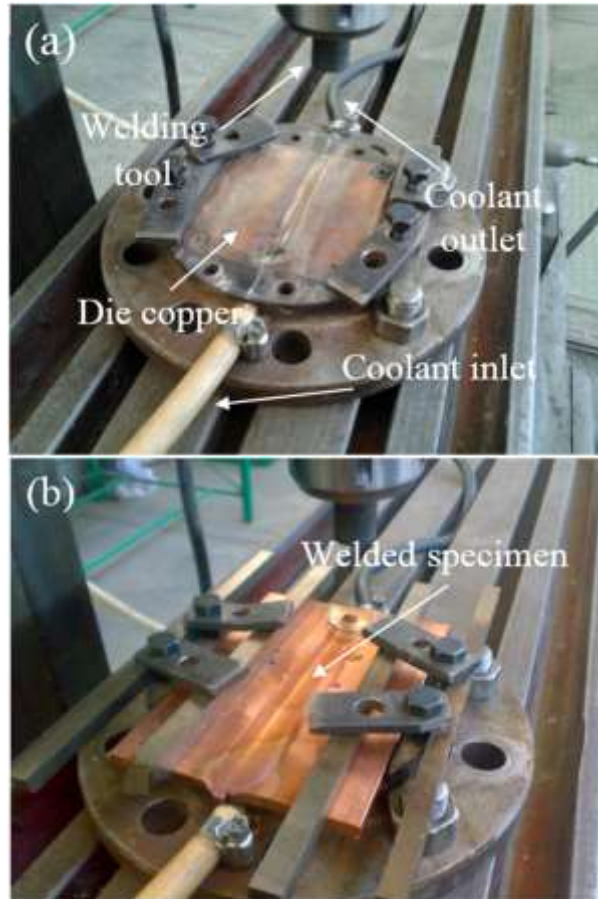 (a)
Welding
tool
Coolant
outlet
Die copper
Coolant inlet
(b)
Welded specimen